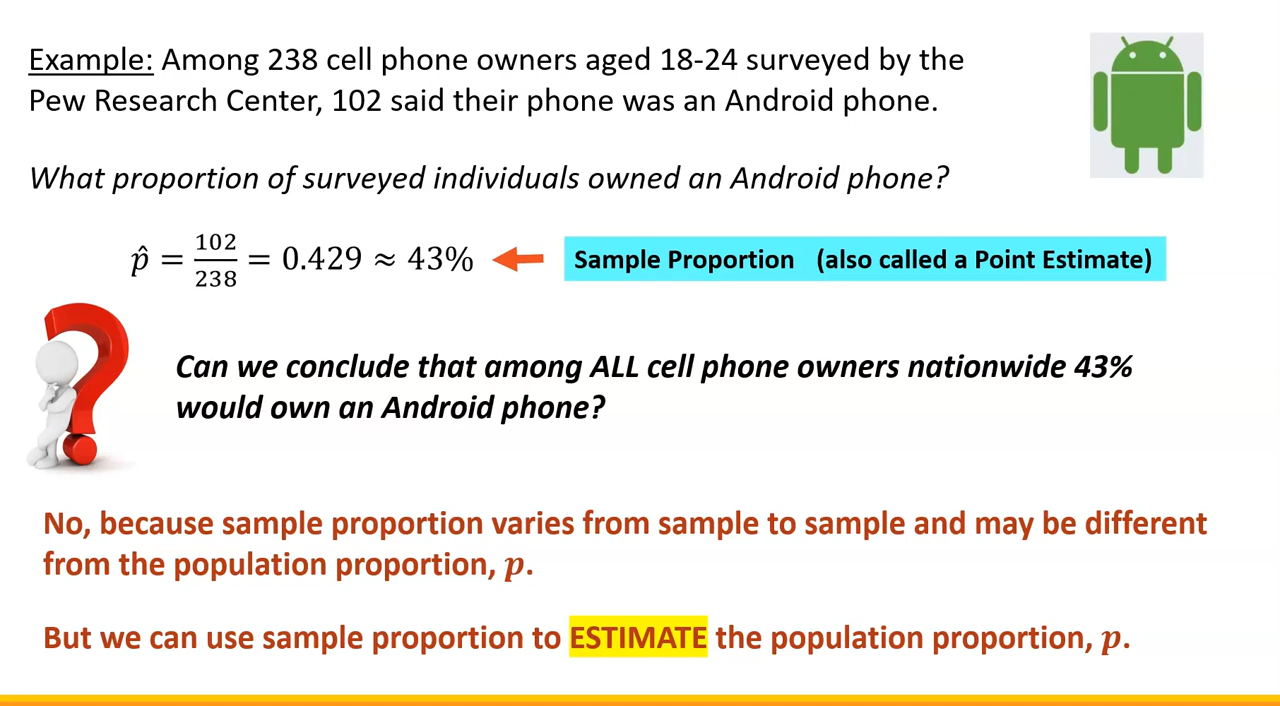 Example: Among 238 cell phone owners aged 18-24 surveyed by the
Pew Research Center, 102 said their phone was an Android phone.
What proportion of surveyed individuals owned an Android phone?
p̂ = 102/238 = 0.429 ≈ 43%
Sample Proportion (also called a Point Estimate)
Can we conclude that among ALL cell phone owners nationwide 43%
would own an Android phone?
No, because sample proportion varies from sample to sample and may be different
from the population proportion, p.
But we can use sample proportion to ESTIMATE the population proportion, p.